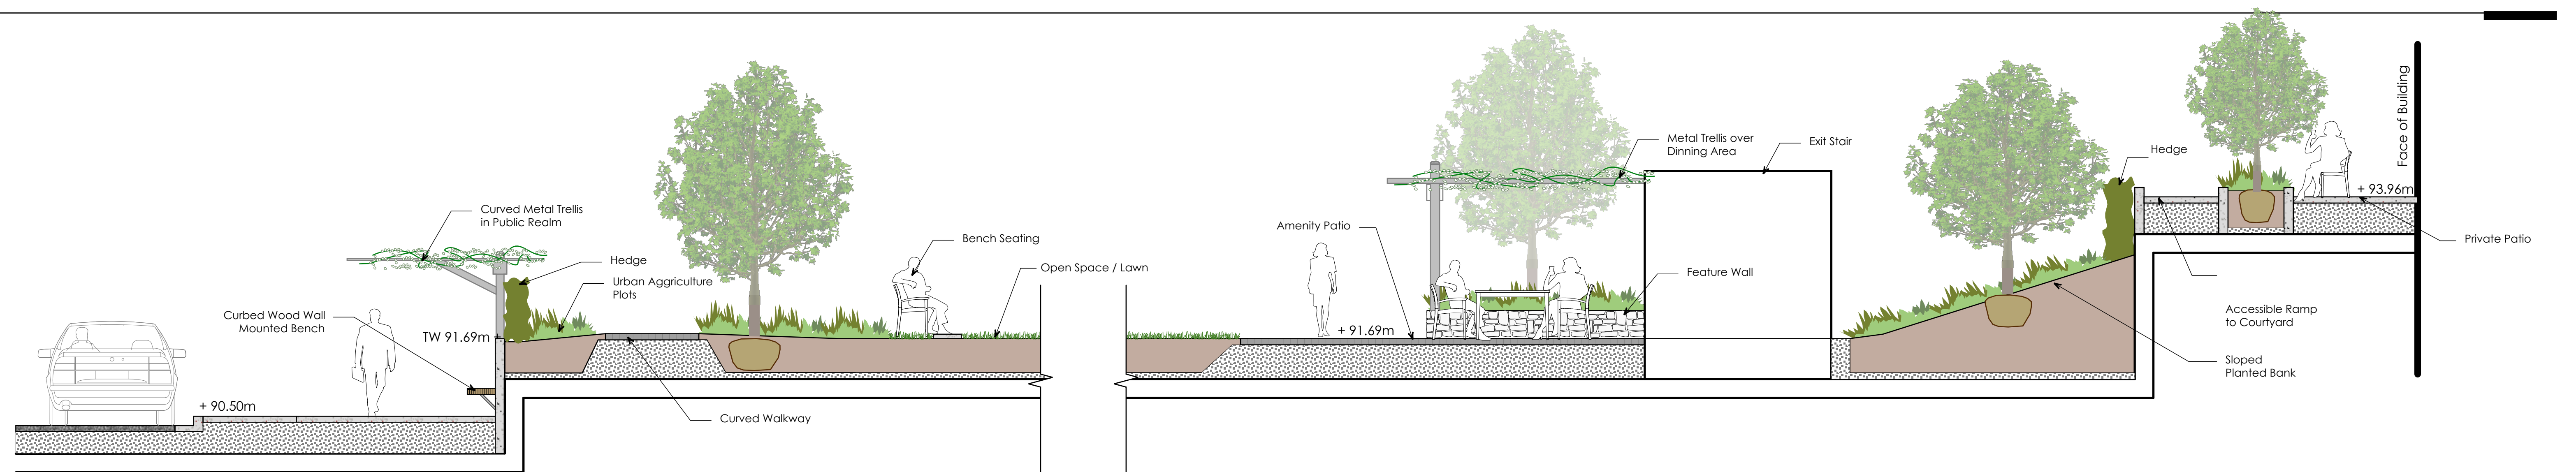 Curved Metal Trellis
in Public Realm
Curbed Wood Wall
Mounted Bench
+ 90.50m
TW 91.69m
Hedge
Urban Aggriculture
Plots
Curved Walkway
Bench Seating
Open Space / Lawn
Amenity Patio
+ 91.69m
Metal Trellis over
Dinning Area
Exit Stair
Feature Wall
Hedge
Face of Building
+ 93.96m
Private Patio
Accessible Ramp
to Courtyard
Sloped
Planted Bank